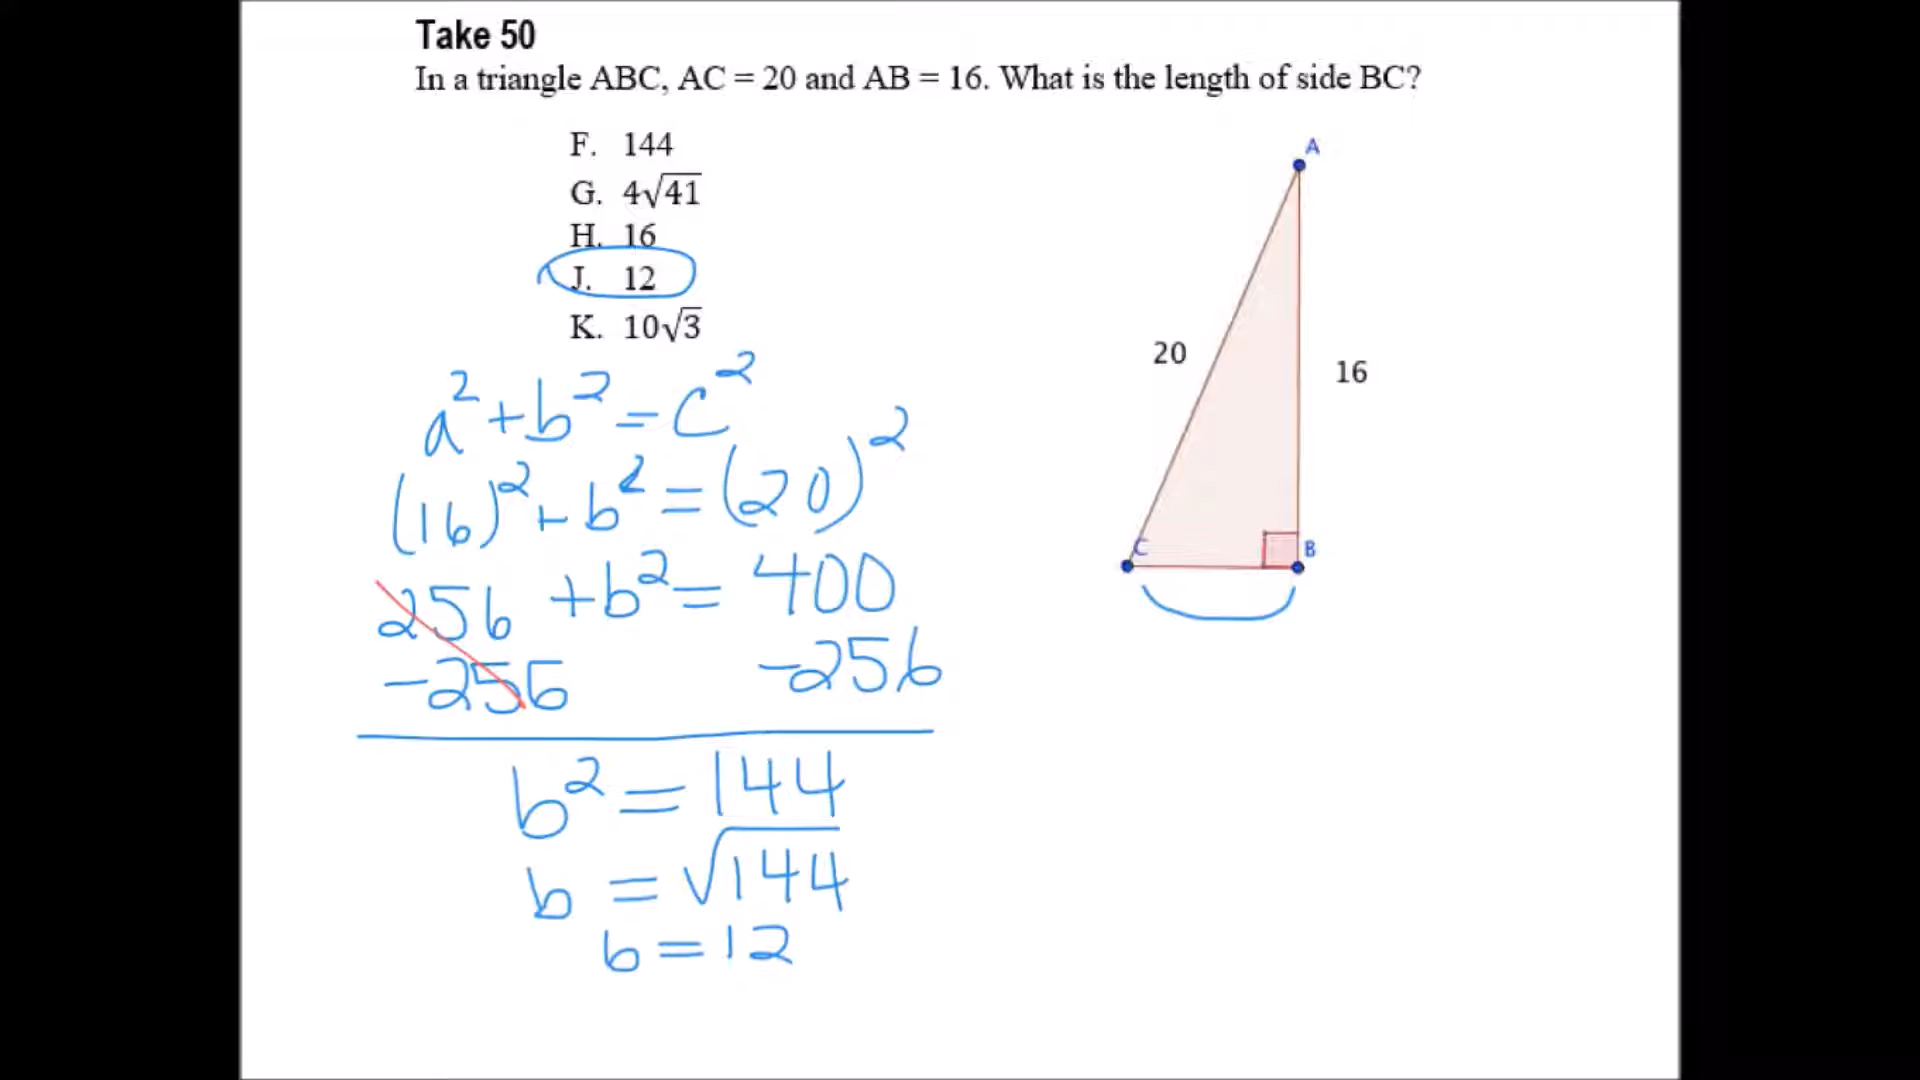 Take 50
In a triangle ABC, AC = 20 and AB = 16. What is the length of side BC?
F. 144
G. 4√41
H. 16
J. 12
K. 10√3
a² + b² = c²
(16)² + b² = (20)²
256 + b² = 400
-256 -256
b² = 144
b = √144
b = 12
A
20
16
C
B